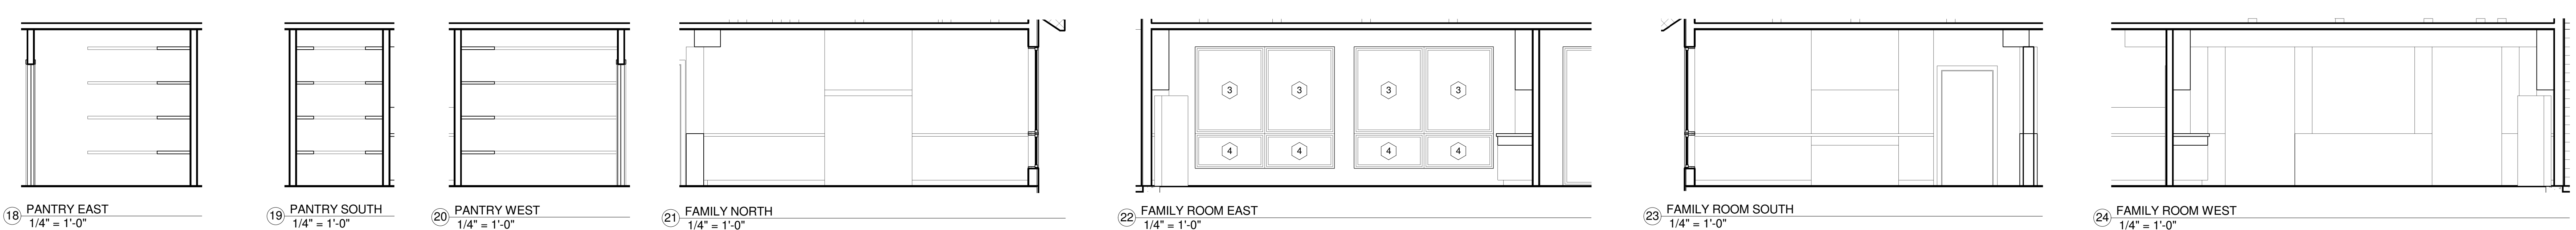 3 3 3 3
4 4 4 4
18 PANTRY EAST
1/4" = 1'-0"
19 PANTRY SOUTH
1/4" = 1'-0"
20 PANTRY WEST
1/4" = 1'-0"
21 FAMILY NORTH
1/4" = 1'-0"
22 FAMILY ROOM EAST
1/4" = 1'-0"
23 FAMILY ROOM SOUTH
1/4" = 1'-0"
24 FAMILY ROOM WEST
1/4" = 1'-0"